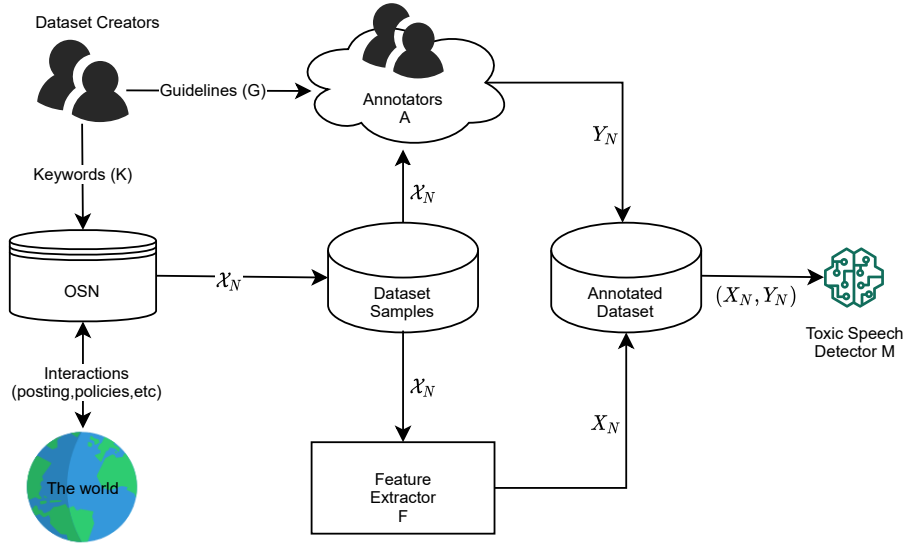 Dataset Creators
Guidelines (G)
Annotators
A
Keywords (K)
Y_N
𝒳_N
OSN
𝒳_N
Dataset
Samples
Annotated
Dataset
(X_N, Y_N)
Toxic Speech
Detector M
Interactions
(posting,policies,etc)
𝒳_N
X_N
The world
Feature
Extractor
F